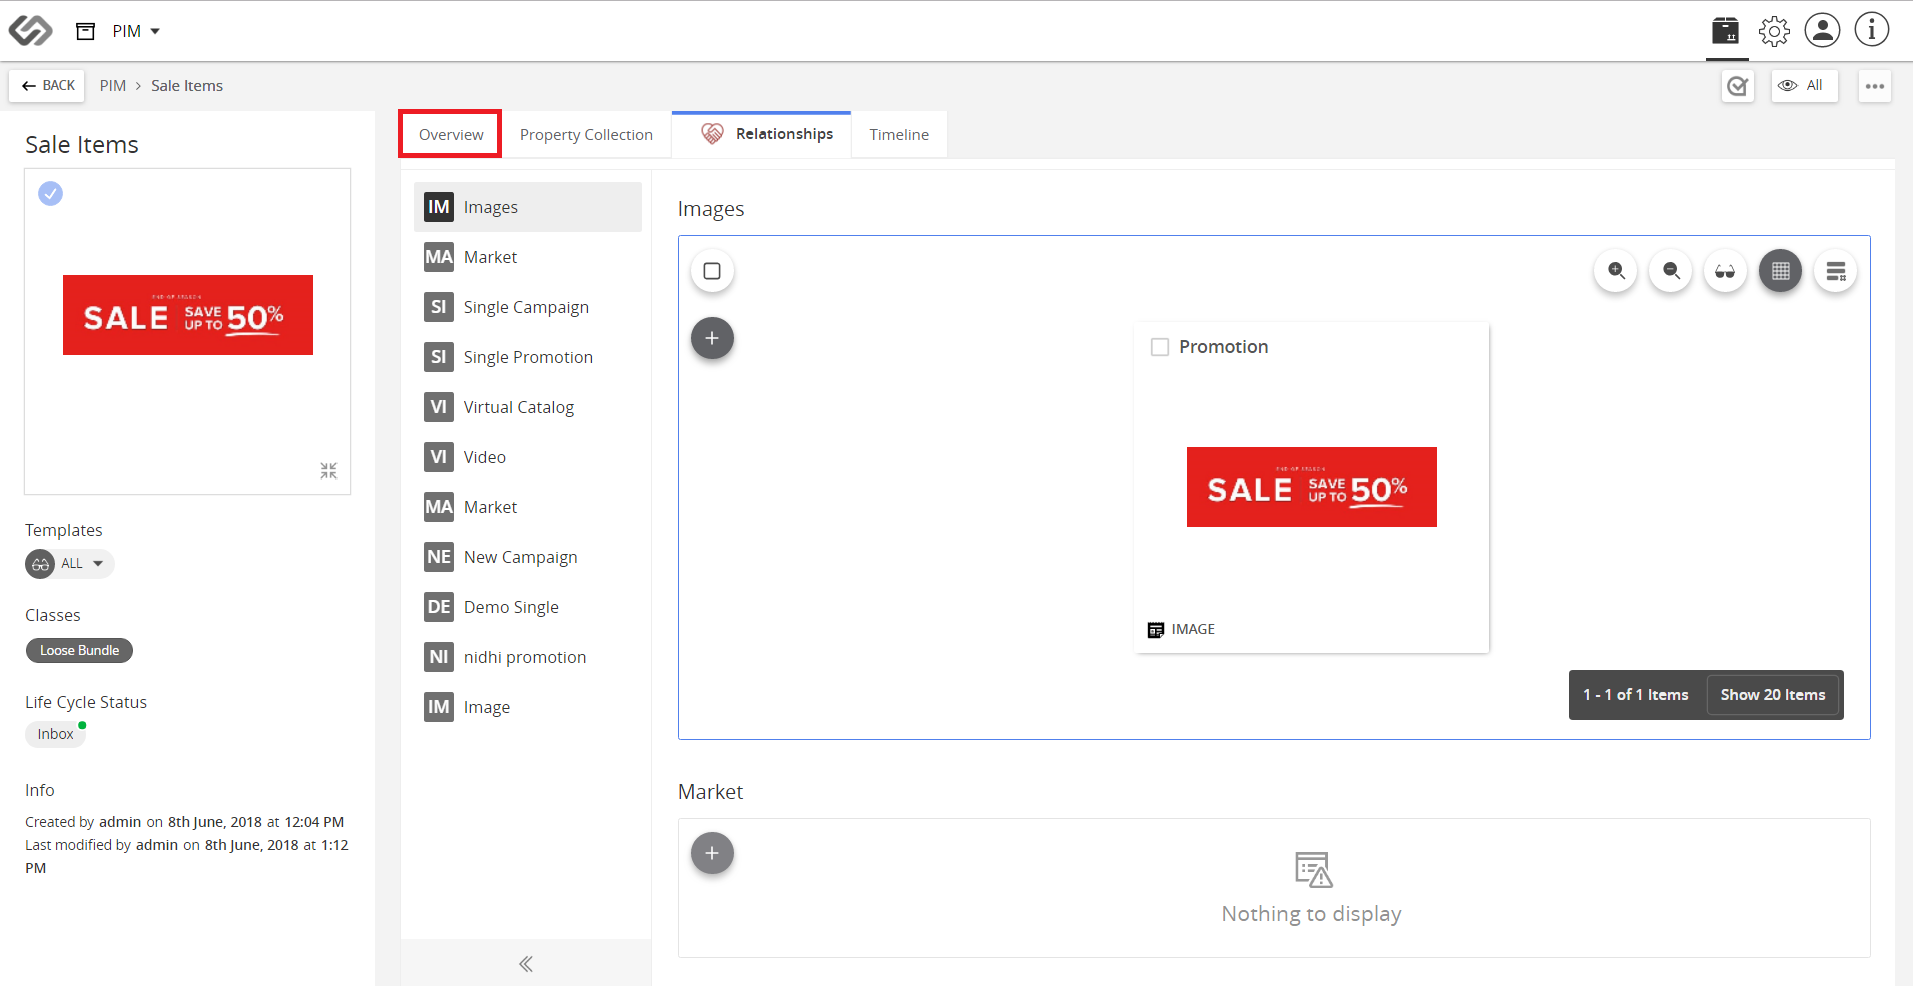 PIM
BACK
PIM > Sale Items
All
Sale Items
SALE SAVE UP TO 50%
Templates
ALL
Classes
Loose Bundle
Life Cycle Status
Inbox
Info
Created by admin on 8th June, 2018 at 12:04 PM
Last modified by admin on 8th June, 2018 at 1:12
PM
Overview
Property Collection
Relationships
Timeline
IM Images
MA Market
SI Single Campaign
SI Single Promotion
VI Virtual Catalog
VI Video
MA Market
NE New Campaign
DE Demo Single
NI nidhi promotion
IM Image
Images
Promotion
SALE SAVE UP TO 50%
IMAGE
1 - 1 of 1 Items
Show 20 Items
Market
Nothing to display